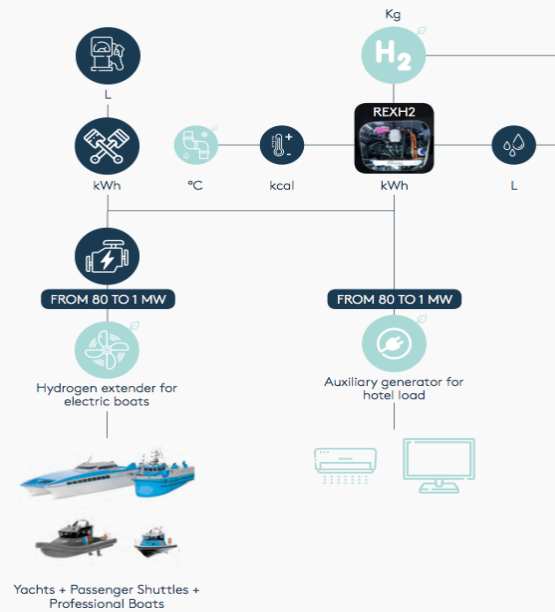 Kg
H₂
L
REXH2
kWh
°C
kcal
kWh
L
FROM 80 TO 1 MW
FROM 80 TO 1 MW
Hydrogen extender for
electric boats
Auxiliary generator for
hotel load
Yachts + Passenger Shuttles +
Professional Boats